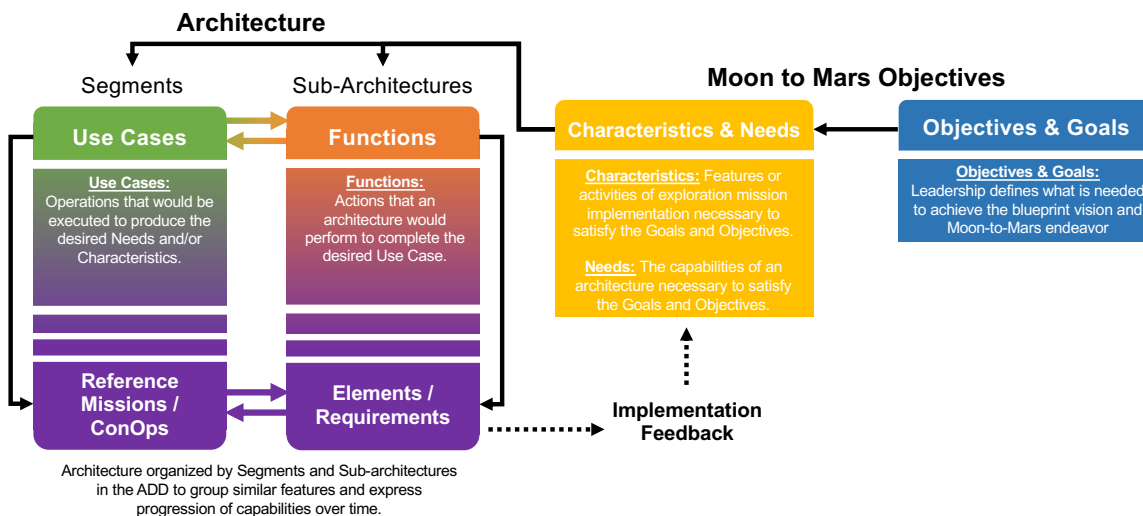 Architecture
Segments
Sub-Architectures
Moon to Mars Objectives
Use Cases
Functions
Characteristics & Needs
Objectives & Goals
Use Cases:
Operations that would be
executed to produce the
desired Needs and/or
Characteristics.
Functions:
Actions that an
architecture would
perform to complete the
desired Use Case.
Characteristics: Features or
activities of exploration mission
implementation necessary to
satisfy the Goals and Objectives.
Needs: The capabilities of an
architecture necessary to satisfy
the Goals and Objectives.
Objectives & Goals:
Leadership defines what is needed
to achieve the blueprint vision and
Moon-to-Mars endeavor
Reference
Missions /
ConOps
Elements /
Requirements
Implementation
Feedback
Architecture organized by Segments and Sub-architectures
in the ADD to group similar features and express
progression of capabilities over time.